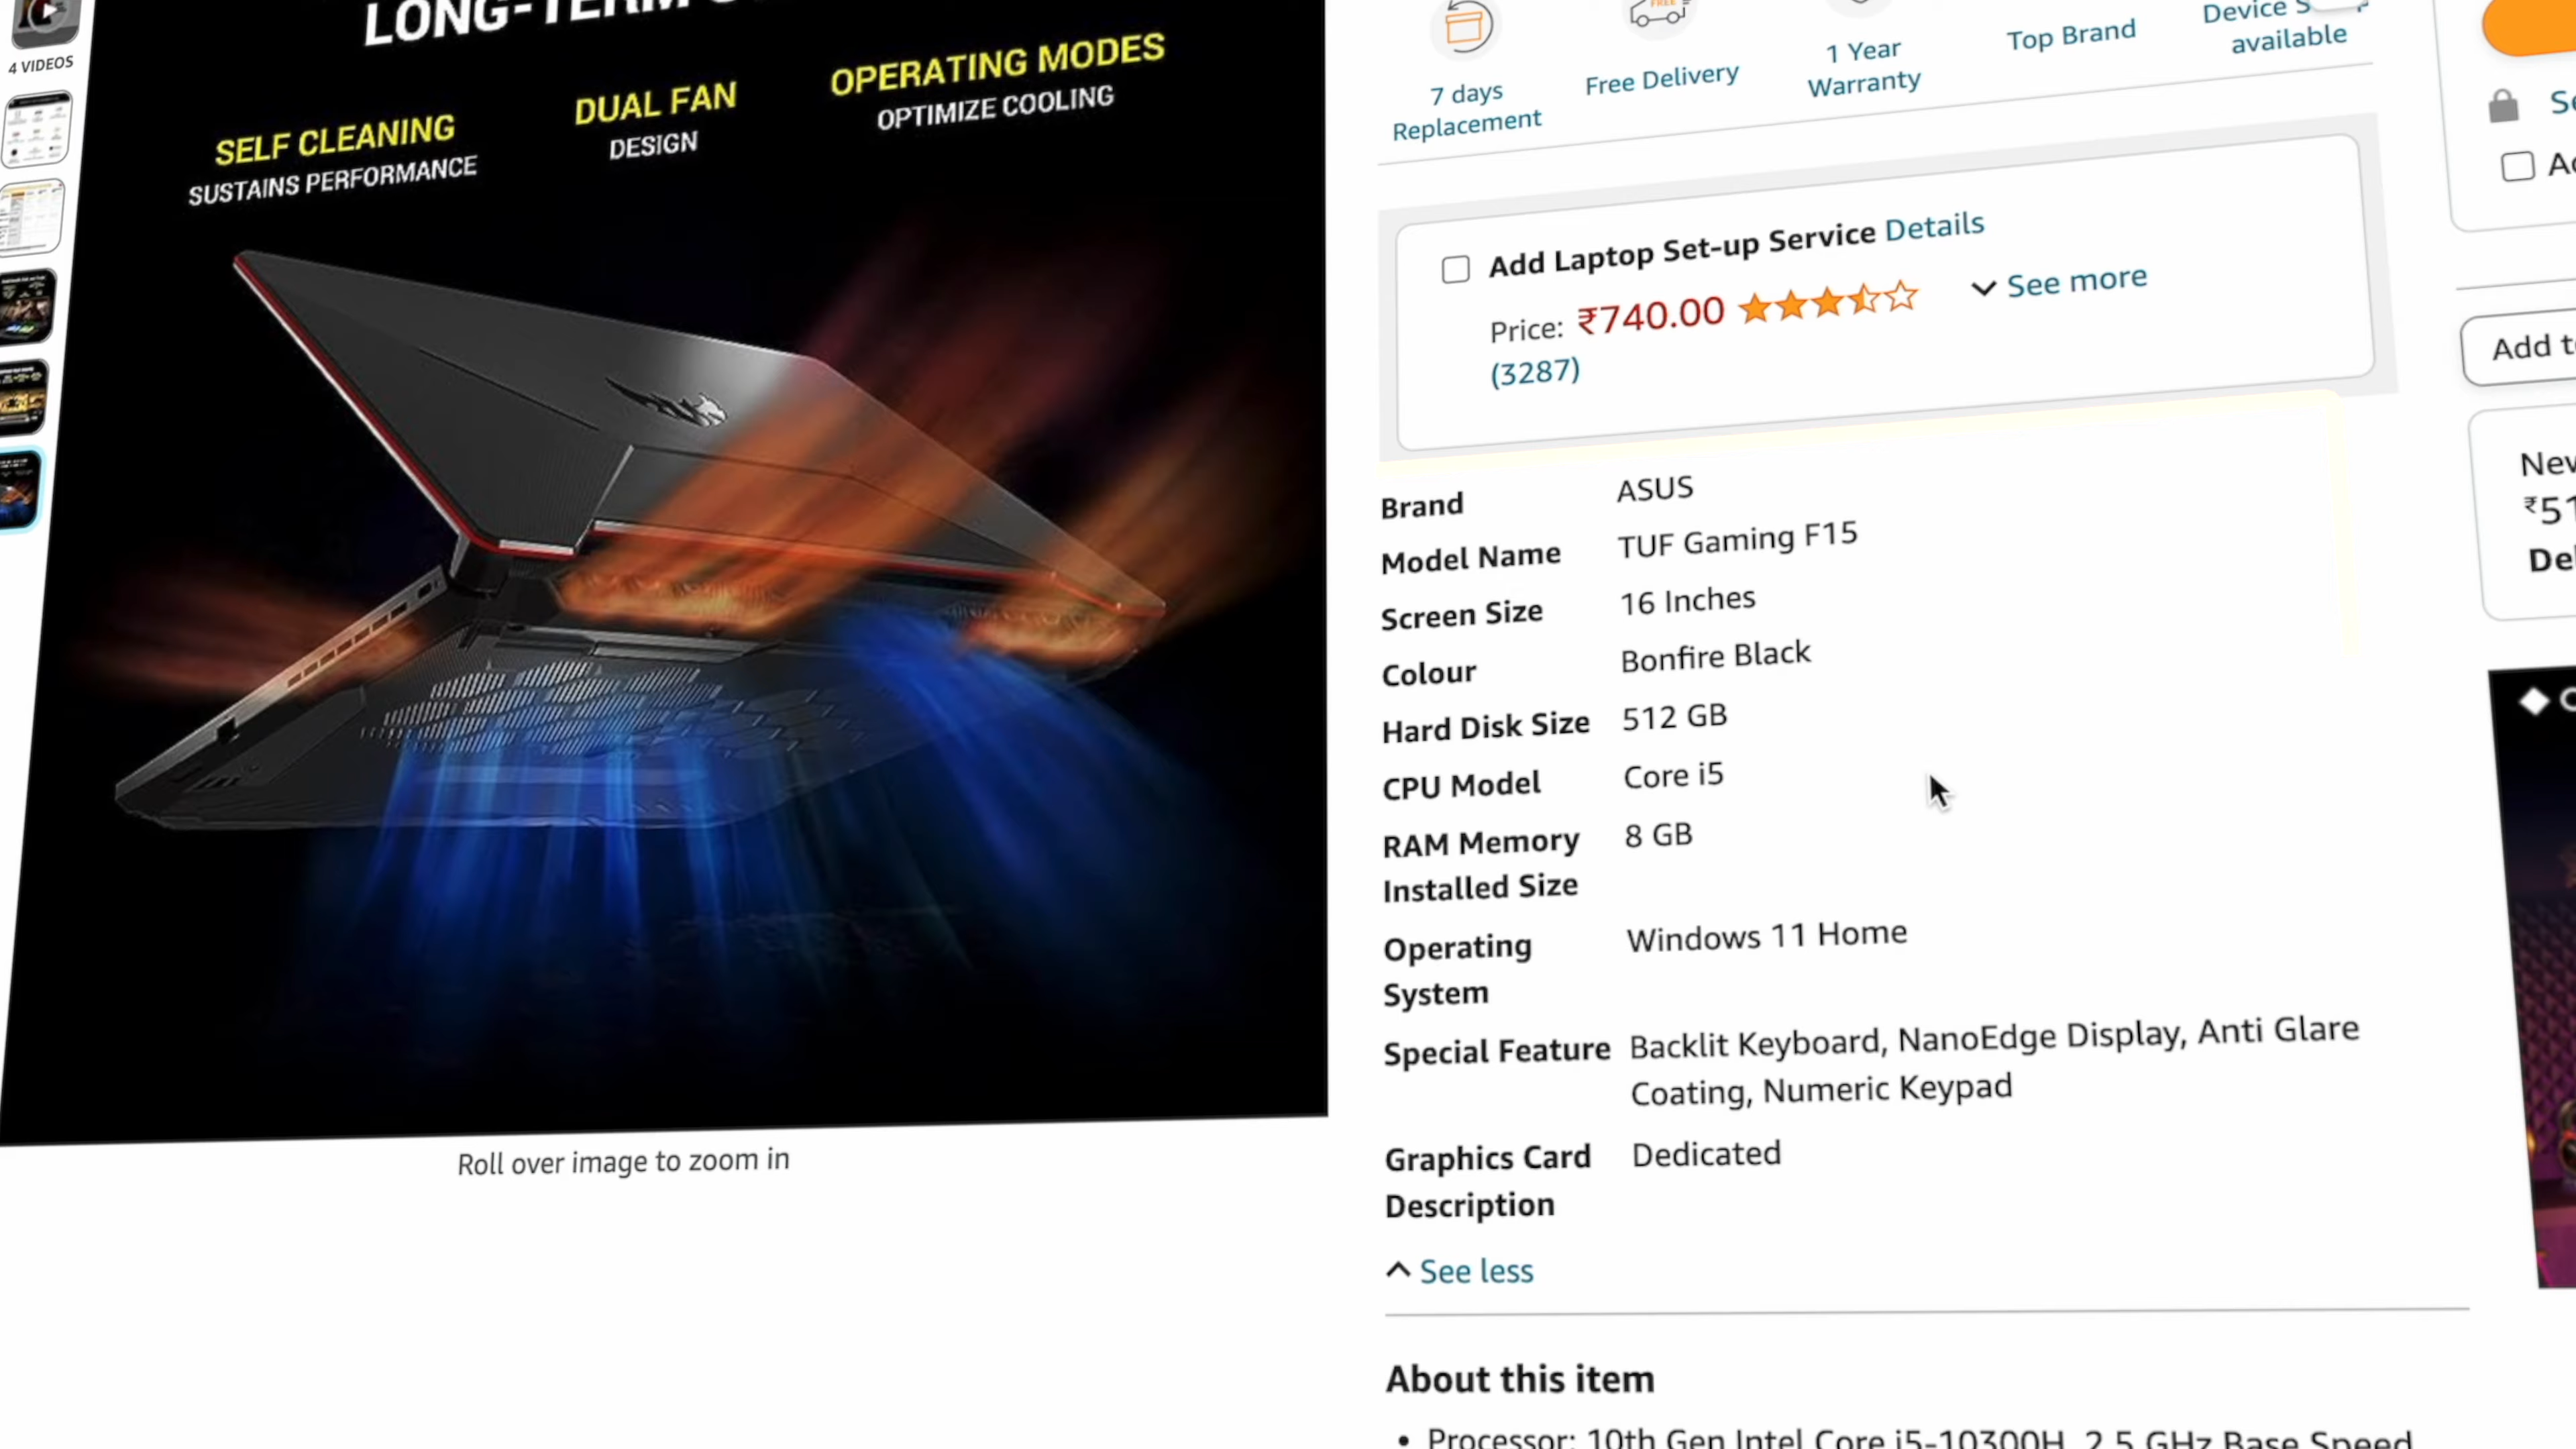 LONG-TERM
4 VIDEOS
SELF CLEANING
SUSTAINS PERFORMANCE
DUAL FAN
DESIGN
OPERATING MODES
OPTIMIZE COOLING
Roll over image to zoom in
7 days
Replacement
FREE
Free Delivery
1 Year
Warranty
Top Brand
Device
available
Add Laptop Set-up Service Details
Price: ₹740.00
See more
(3287)
Brand ASUS
Model Name TUF Gaming F15
Screen Size 16 Inches
Colour Bonfire Black
Hard Disk Size 512 GB
CPU Model Core i5
RAM Memory 8 GB
Installed Size
Operating Windows 11 Home
System
Special Feature Backlit Keyboard, NanoEdge Display, Anti Glare
Coating, Numeric Keypad
Graphics Card Dedicated
Description
See less
About this item
• Processor: 10th Gen Intel Core i5-10300H, 2.5 GHz Base Speed
Add
₹51